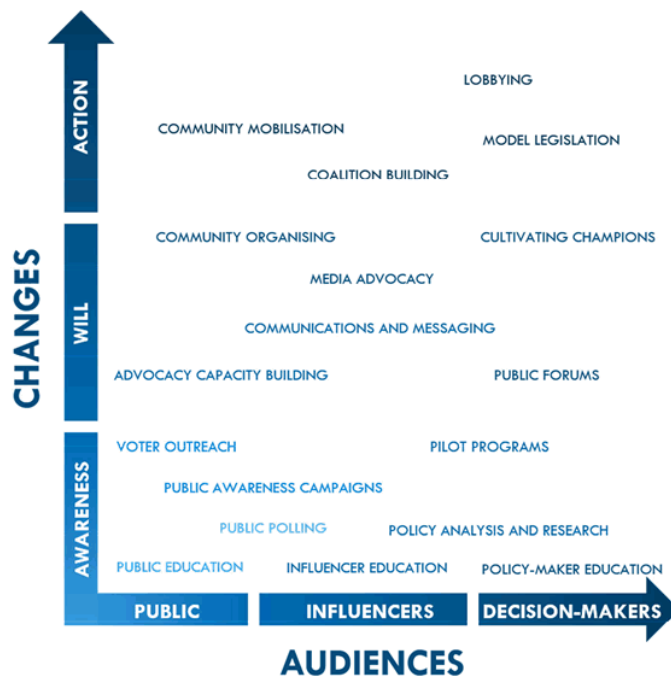 LOBBYING
COMMUNITY MOBILISATION
MODEL LEGISLATION
COALITION BUILDING
ACTION
COMMUNITY ORGANISING
CULTIVATING CHAMPIONS
MEDIA ADVOCACY
COMMUNICATIONS AND MESSAGING
ADVOCACY CAPACITY BUILDING
PUBLIC FORUMS
WILL
CHANGES
VOTER OUTREACH
PILOT PROGRAMS
PUBLIC AWARENESS CAMPAIGNS
PUBLIC POLLING
POLICY ANALYSIS AND RESEARCH
PUBLIC EDUCATION
INFLUENCER EDUCATION
POLICY-MAKER EDUCATION
AWARENESS
PUBLIC
INFLUENCERS
DECISION-MAKERS
AUDIENCES